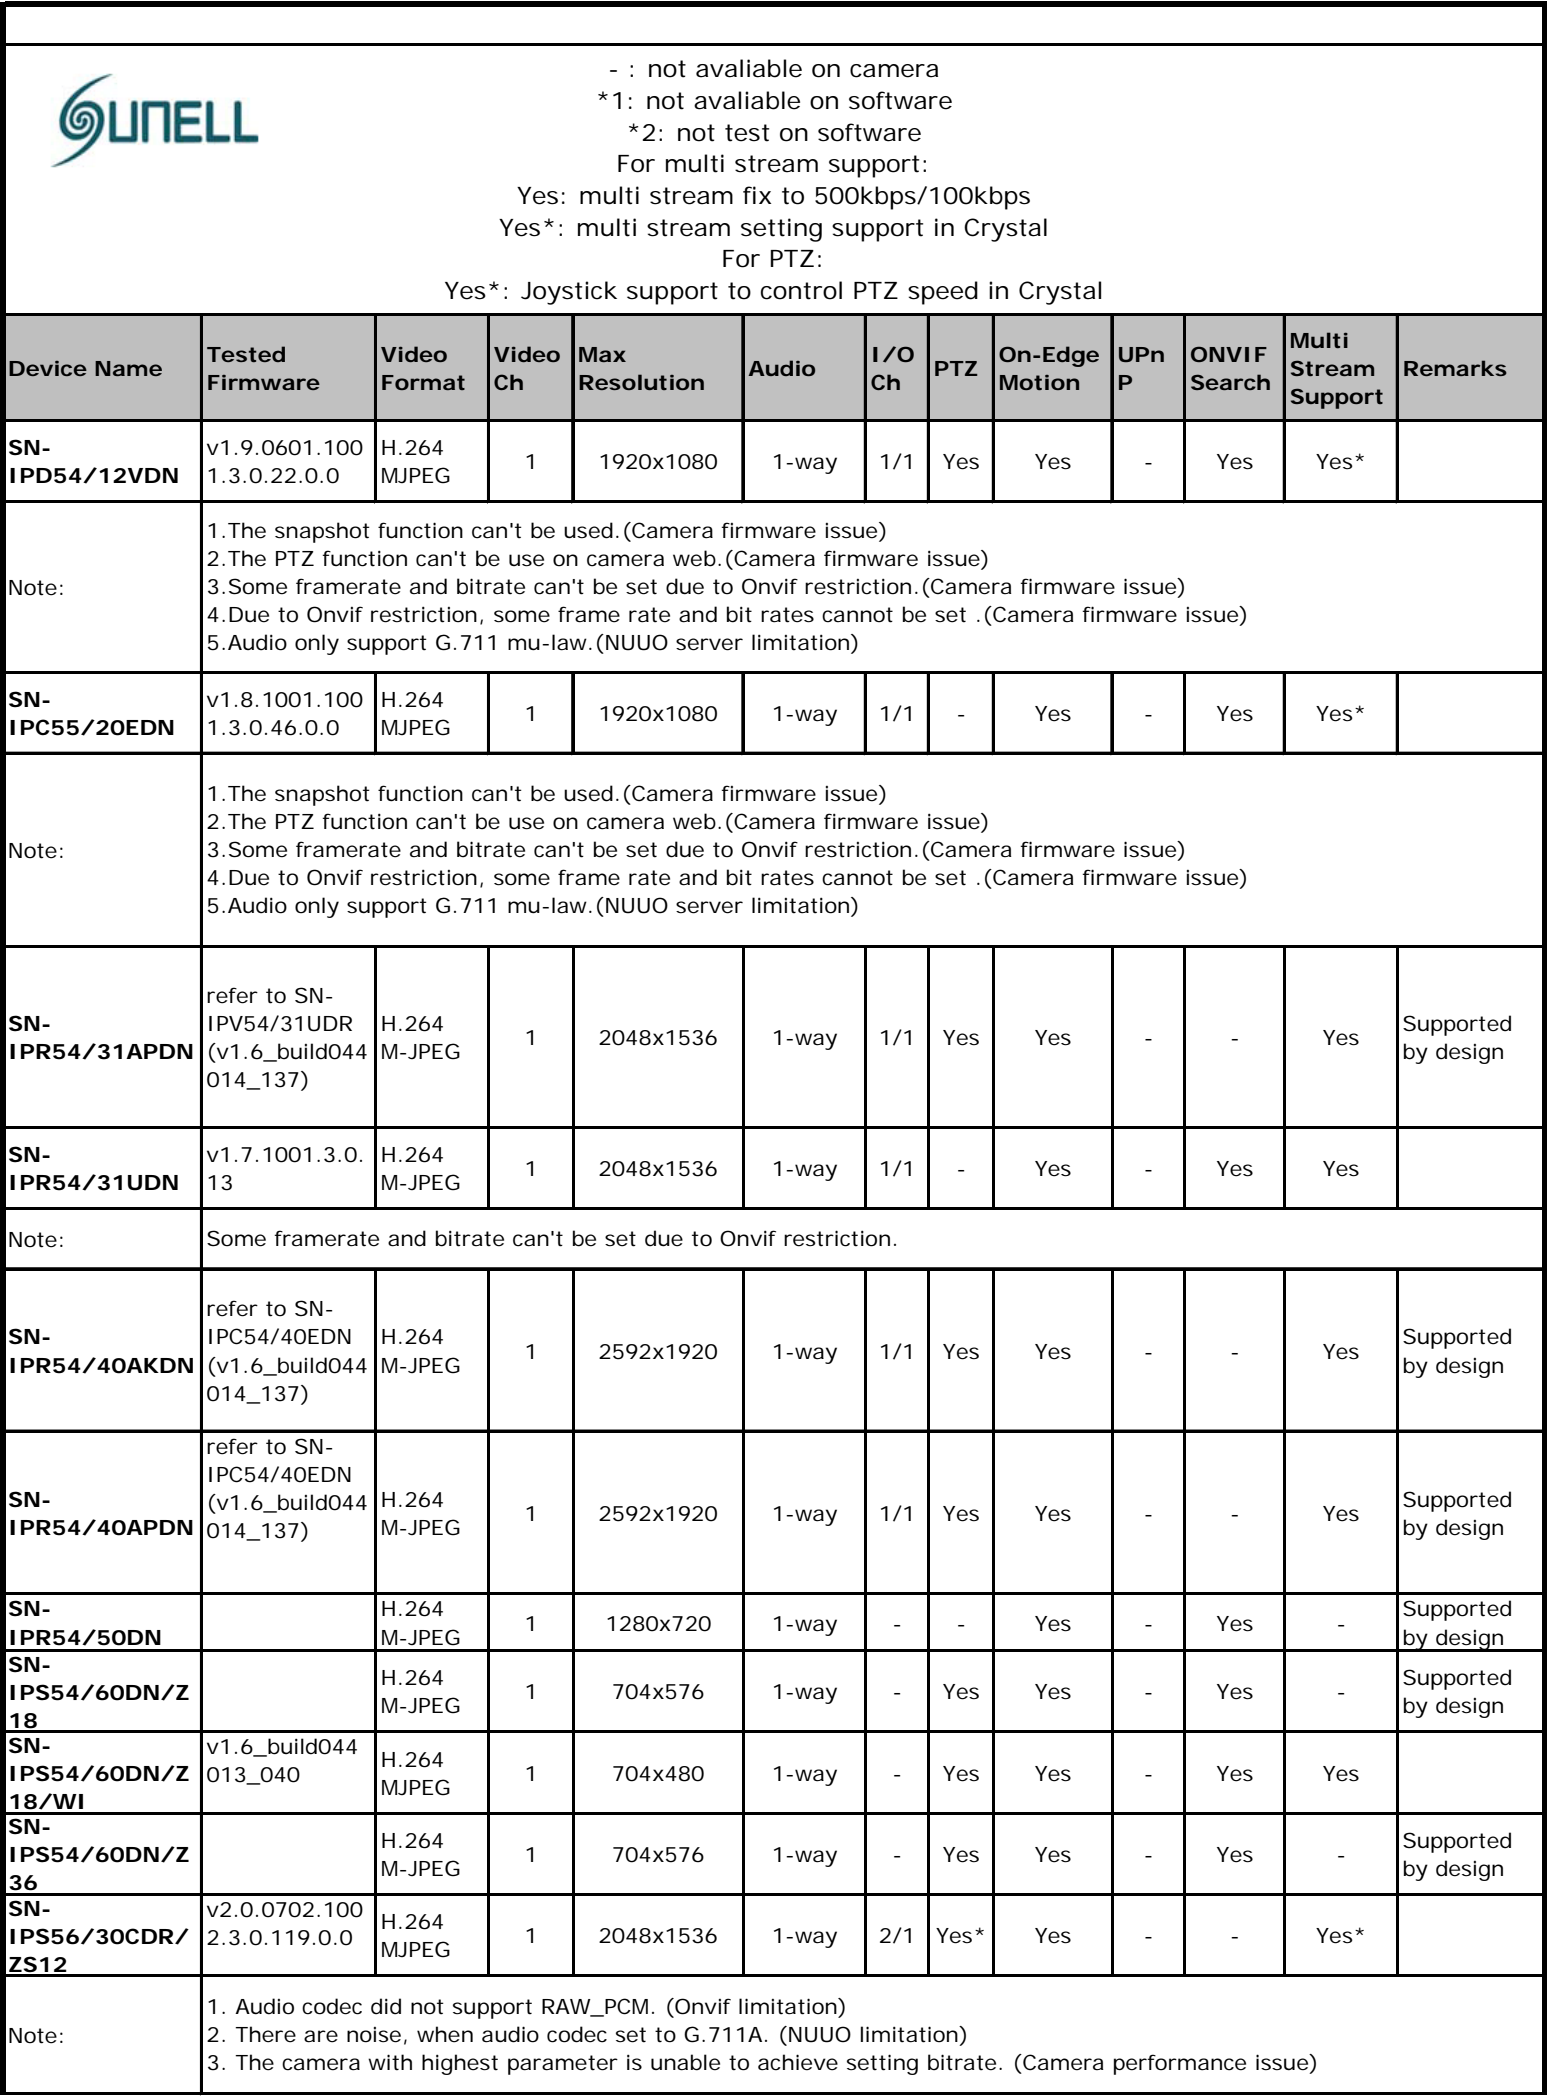 SUNELL
- : not avaliable on camera
*1: not avaliable on software
*2: not test on software
For multi stream support:
Yes: multi stream fix to 500kbps/100kbps
Yes*: multi stream setting support in Crystal
For PTZ:
Yes*: Joystick support to control PTZ speed in Crystal
Device Name
Tested
Firmware
Video
Format
Video
Ch
Max
Resolution
Audio
I/O
Ch
PTZ
On-Edge
Motion
UPn
P
ONVIF
Search
Multi
Stream
Support
Remarks
SN-
IPD54/12VDN
v1.9.0601.100
1.3.0.22.0.0
H.264
MJPEG
1
1920x1080
1-way
1/1
Yes
Yes
-
Yes
Yes*
Note:
1.The snapshot function can't be used.(Camera firmware issue)
2.The PTZ function can't be use on camera web.(Camera firmware issue)
3.Some framerate and bitrate can't be set due to Onvif restriction.(Camera firmware issue)
4.Due to Onvif restriction, some frame rate and bit rates cannot be set .(Camera firmware issue)
5.Audio only support G.711 mu-law.(NUUO server limitation)
SN-
IPC55/20EDN
v1.8.1001.100
1.3.0.46.0.0
H.264
MJPEG
1
1920x1080
1-way
1/1
-
Yes
-
Yes
Yes*
Note:
1.The snapshot function can't be used.(Camera firmware issue)
2.The PTZ function can't be use on camera web.(Camera firmware issue)
3.Some framerate and bitrate can't be set due to Onvif restriction.(Camera firmware issue)
4.Due to Onvif restriction, some frame rate and bit rates cannot be set .(Camera firmware issue)
5.Audio only support G.711 mu-law.(NUUO server limitation)
SN-
IPR54/31APDN
refer to SN-
IPV54/31UDR
(v1.6_build044
014_137)
H.264
M-JPEG
1
2048x1536
1-way
1/1
Yes
Yes
-
-
Yes
Supported
by design
SN-
IPR54/31UDN
v1.7.1001.3.0.
13
H.264
M-JPEG
1
2048x1536
1-way
1/1
-
Yes
-
Yes
Yes
Note:
Some framerate and bitrate can't be set due to Onvif restriction.
SN-
IPR54/40AKDN
refer to SN-
IPC54/40EDN
(v1.6_build044
014_137)
H.264
M-JPEG
1
2592x1920
1-way
1/1
Yes
Yes
-
-
Yes
Supported
by design
SN-
IPR54/40APDN
refer to SN-
IPC54/40EDN
(v1.6_build044
014_137)
H.264
M-JPEG
1
2592x1920
1-way
1/1
Yes
Yes
-
-
Yes
Supported
by design
SN-
IPR54/50DN
H.264
M-JPEG
1
1280x720
1-way
-
-
Yes
-
Yes
-
Supported
by design
SN-
IPS54/60DN/Z
18
H.264
M-JPEG
1
704x576
1-way
-
Yes
Yes
-
Yes
-
Supported
by design
SN-
IPS54/60DN/Z
18/WI
v1.6_build044
013_040
H.264
MJPEG
1
704x480
1-way
-
Yes
Yes
-
Yes
Yes
SN-
IPS54/60DN/Z
36
H.264
M-JPEG
1
704x576
1-way
-
Yes
Yes
-
Yes
-
Supported
by design
SN-
IPS56/30CDR/
ZS12
v2.0.0702.100
2.3.0.119.0.0
H.264
MJPEG
1
2048x1536
1-way
2/1
Yes*
Yes
-
-
Yes*
Note:
1. Audio codec did not support RAW_PCM. (Onvif limitation)
2. There are noise, when audio codec set to G.711A. (NUUO limitation)
3. The camera with highest parameter is unable to achieve setting bitrate. (Camera performance issue)